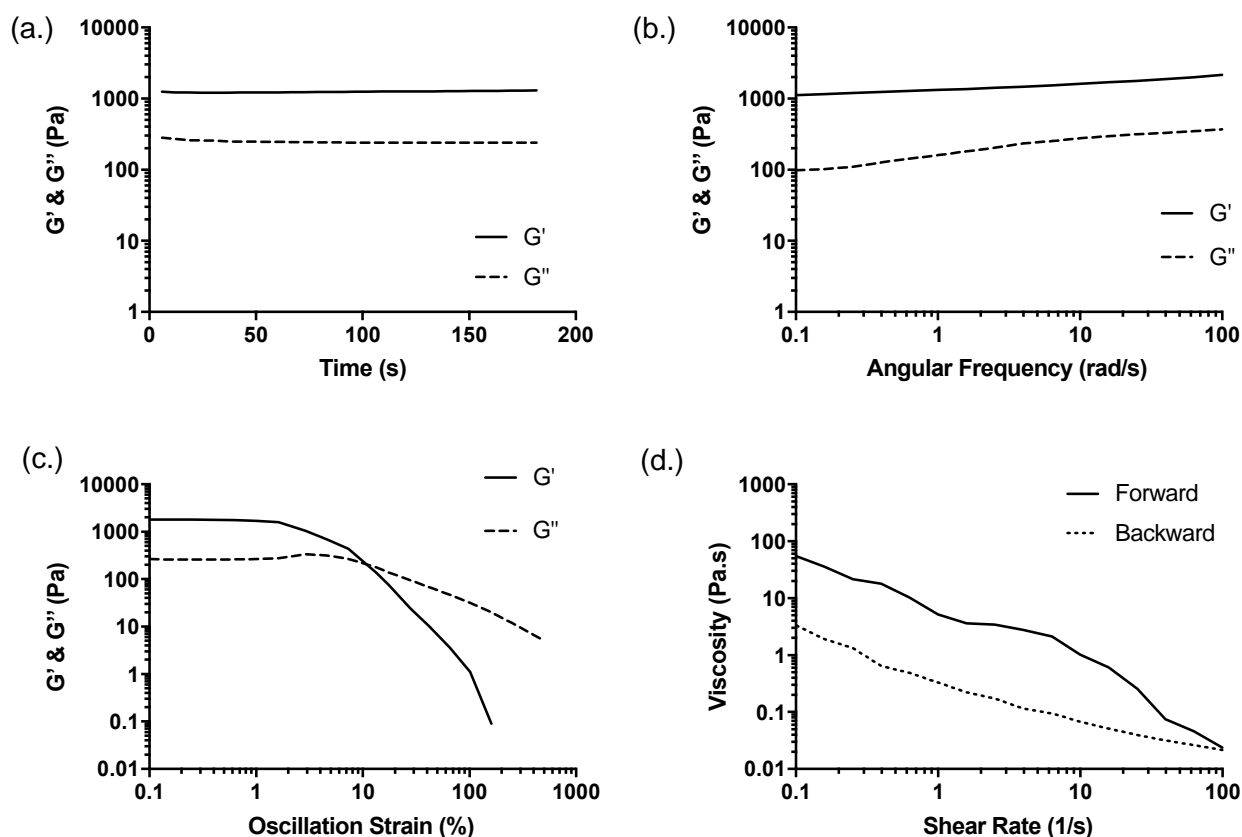 (a.)
10000
1000
100
10
1
G' & G'' (Pa)
G'
G"
0
50
100
150
200
Time (s)
(b.)
10000
1000
100
10
1
G' & G'' (Pa)
G'
G"
0.1
1
10
100
Angular Frequency (rad/s)
(c.)
10000
1000
100
10
1
0.1
0.01
G' & G'' (Pa)
G'
G"
0.1
1
10
100
1000
Oscillation Strain (%)
(d.)
1000
100
10
1
0.1
0.01
Viscosity (Pa.s)
Forward
Backward
0.1
1
10
100
Shear Rate (1/s)